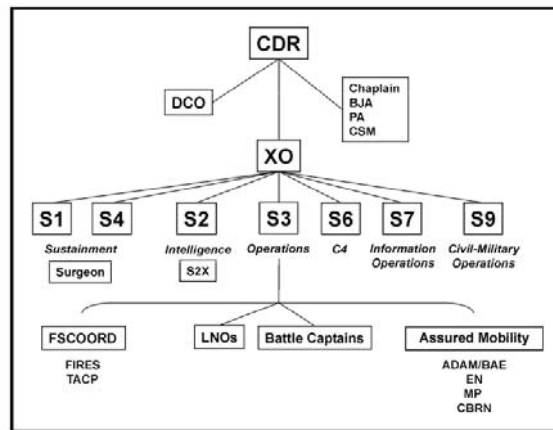 CDR
DCO
Chaplain
BJA
PA
CSM
XO
S1 S4 S2 S3 S6 S7 S9
Sustainment Intelligence Operations C4 Information Civil-Military
Operations Operations
Surgeon S2X
FSCOORD LNOs Battle Captains Assured Mobility
FIRES ADAM/BAE
TACP EN
MP
CBRN